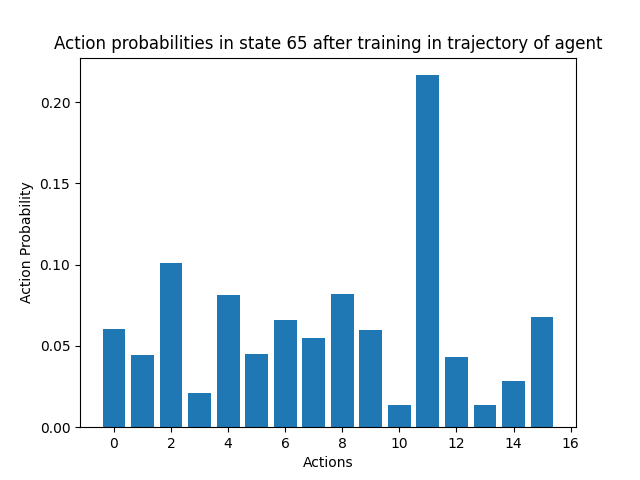 Action probabilities in state 65 after training in trajectory of agent
0.20
0.15
0.10
0.05
0.00
Action Probability
0 2 4 6 8 10 12 14 16
Actions